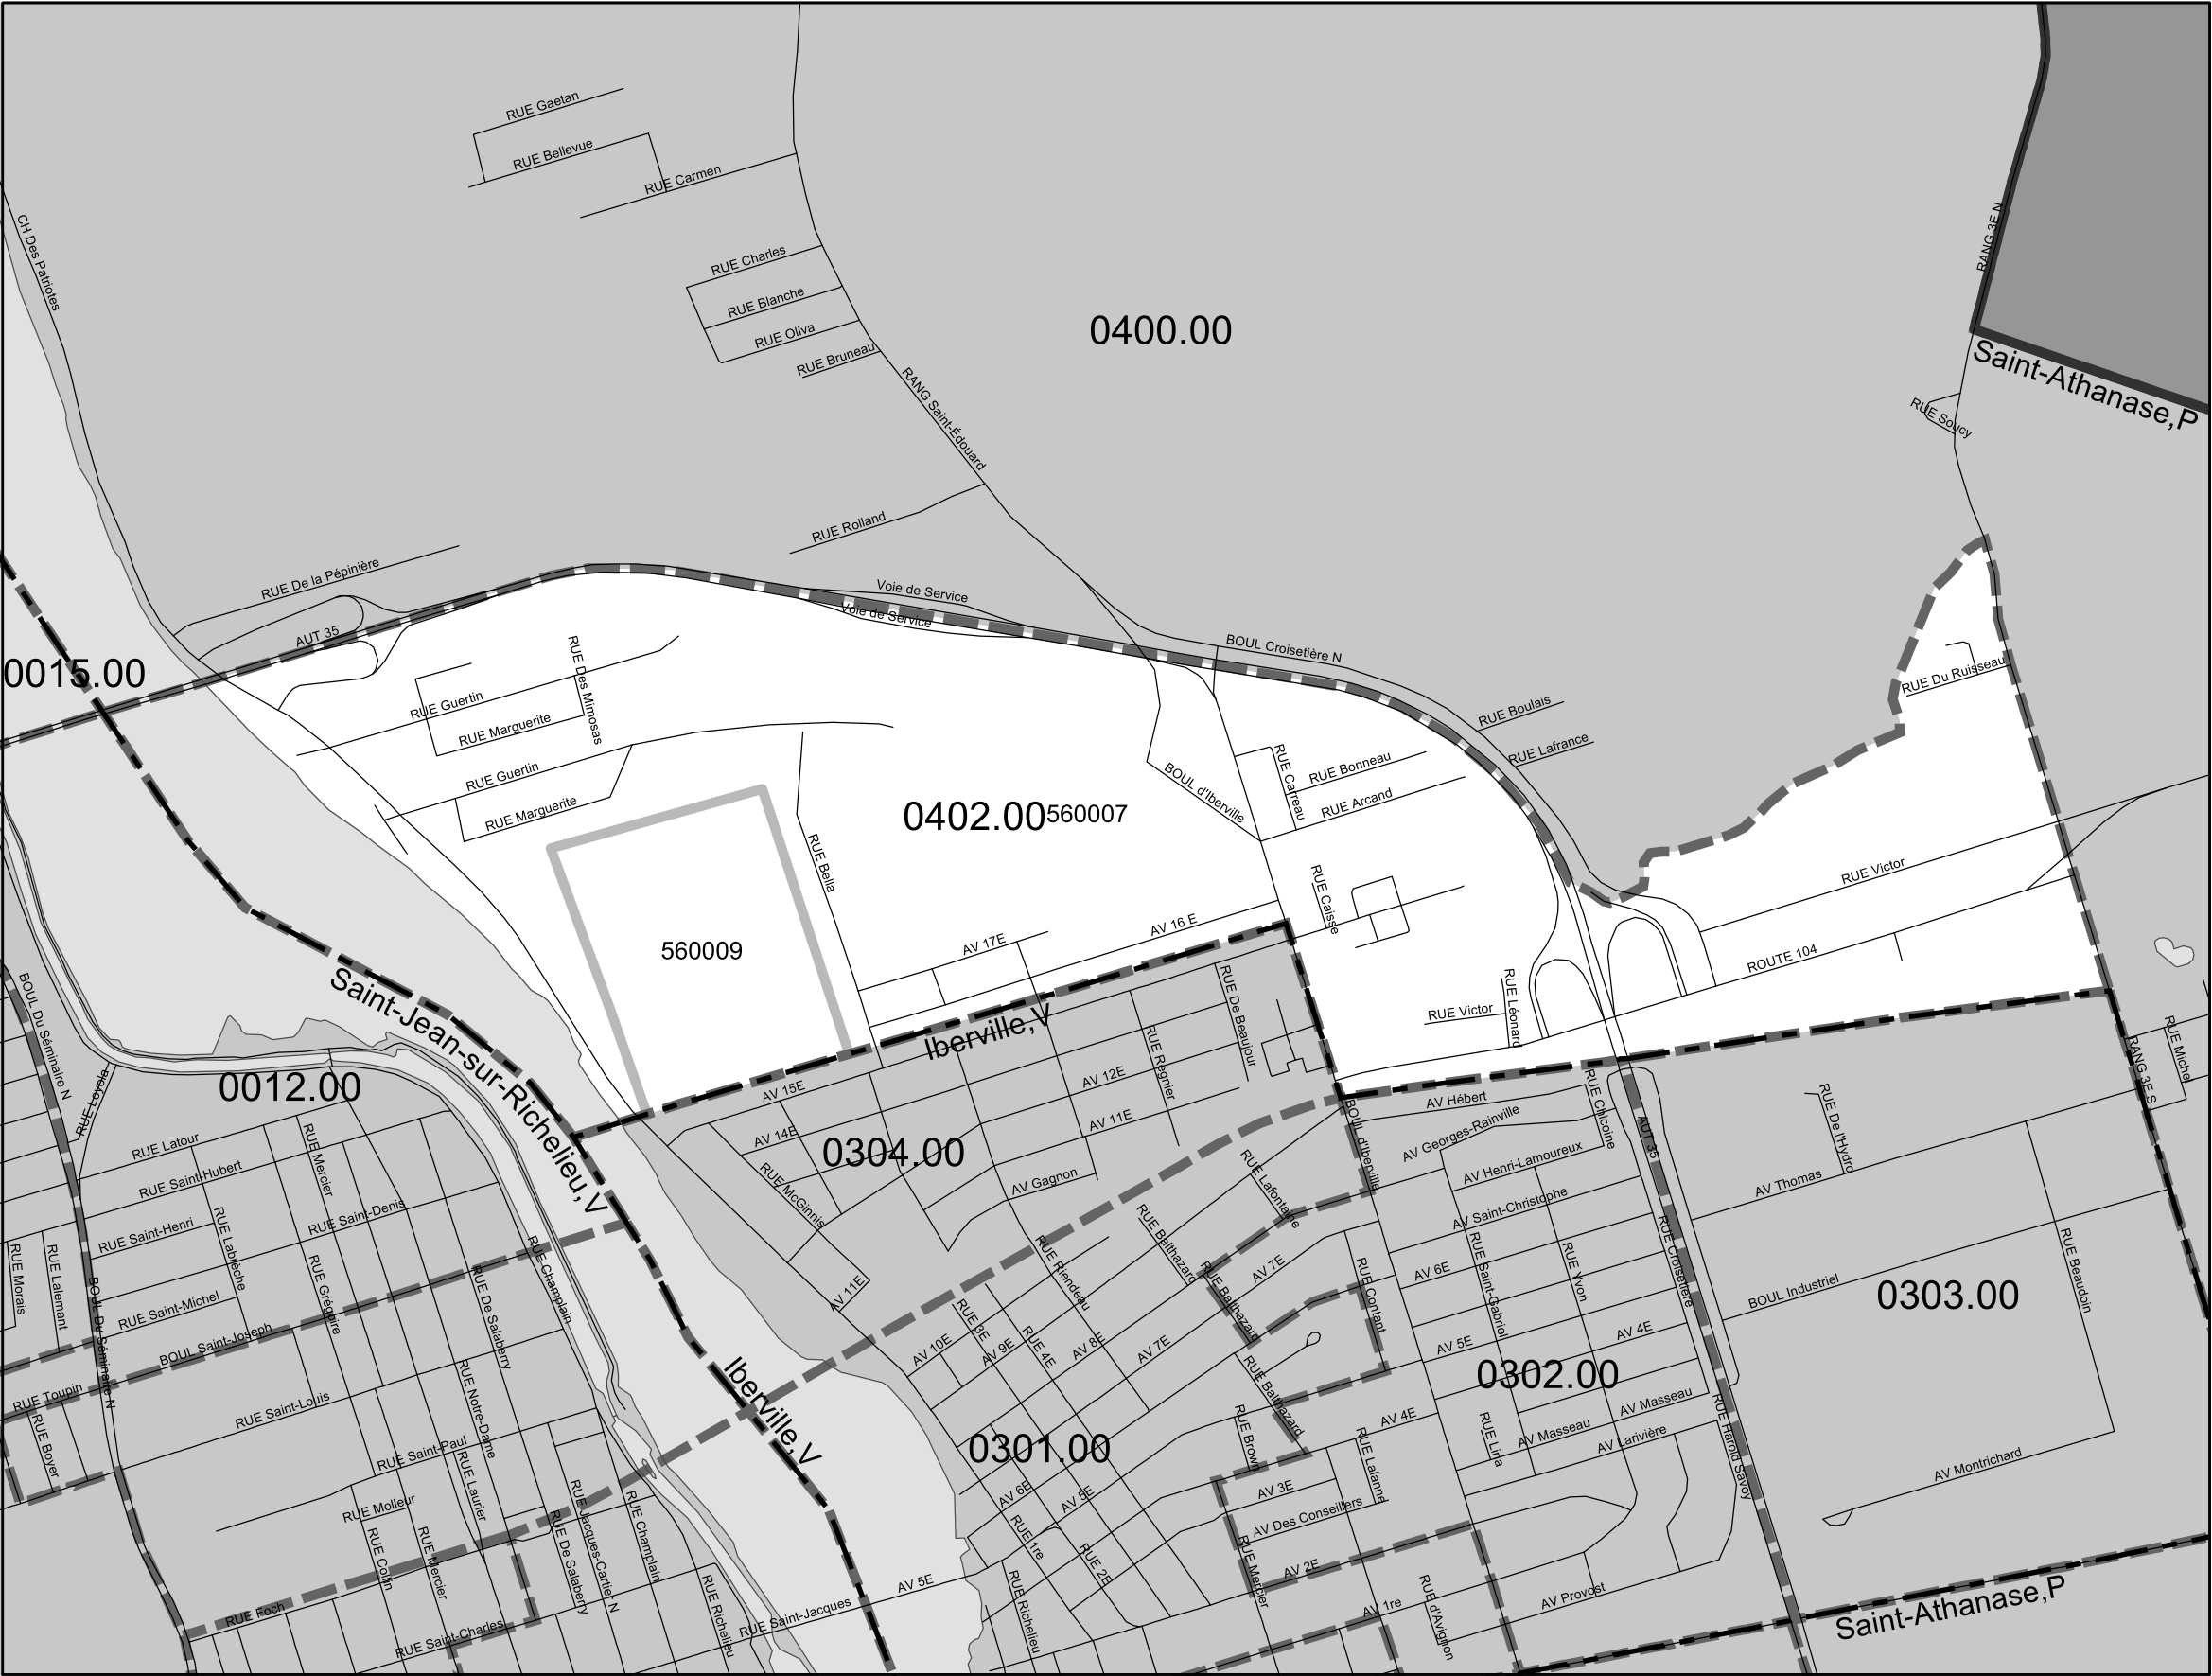 RUE Gaetan
RUE Bellevue
RUE Carmen
CH Des Patriotes
RUE Charles
RUE Blanche
RUE Oliva
RUE Bruneau
0400.00
RANG 3E N
Saint-Athanase,P
RANG Saint-Édouard
RUE Soucy
RUE Rolland
RUE De la Pépinière
Voie de Service
Voie de Service
AUT 35
BOUL Croisetière N
0015.00
RUE Des Mimosas
RUE Guertin
RUE Marguerite
RUE Du Ruisseau
RUE Boulais
RUE Lafrance
RUE Guertin
RUE Marguerite
RUE Carreau
RUE Bonneau
RUE Arcand
BOUL d'Iberville
0402.00
560007
RUE Bella
RUE Caisse
RUE Victor
560009
AV 17E
AV 16 E
ROUTE 104
Saint-Jean-sur-Richelieu,V
Iberville,V
RUE De Beaujour
RUE Victor
RUE Léonard
BOUL Du Séminaire N
RUE Loyola
0012.00
AV 15E
AV 12E
RUE Régnier
AV 11E
AV 14E
0304.00
AV Gagnon
RUE McGinnis
AV 11E
BOUL d'Iberville
AV Hébert
RUE Chicoine
AUT 35
AV Georges-Rainville
AV Henri-Lamoureux
AV Saint-Christophe
RUE De l'Hydro
AV Thomas
RANG 3E S
RUE Michel
RUE Latour
RUE Saint-Hubert
RUE Mercier
RUE Saint-Henri
RUE Labrèche
RUE Saint-Denis
RUE Morais
RUE Lalemant
BOUL Du Séminaire N
RUE Saint-Michel
RUE Grégoire
BOUL Saint-Joseph
RUE De Salaberry
RUE Champlain
RUE Toupin
RUE Boyer
RUE Saint-Louis
RUE Notre-Dame
RUE Saint-Paul
RUE Laurier
RUE Molleur
RUE Collin
RUE Mercier
RUE De Salaberry
RUE Jacques-Cartier N
RUE Champlain
RUE Foch
RUE Saint-Charles
RUE Richelieu
RUE Saint-Jacques
AV 5E
Iberville,V
RUE Lafontaine
RUE Balthazard
RUE Riendeau
RUE Balthazard
AV 7E
RUE Contant
AV 6E
RUE Saint-Gabriel
RUE Yvon
RUE Croisetière
BOUL Industriel
0303.00
RUE Beaudoin
AV 10E
RUE 3E
AV 9E
RUE 4E
AV 8E
AV 7E
RUE Balthazard
AV 5E
AV 4E
0302.00
0301.00
RUE Brown
AV 4E
RUE Lalanne
RUE Lina
AV Masseau
AV Masseau
AV Larivière
RUE Harold Savoy
AV Montrichard
AV 6E
AV 5E
AV 3E
AV Des Conseillers
RUE 1re
RUE 2E
RUE Mercier
AV 2E
RUE Richelieu
AV 1re
RUE d'Avignon
AV Provost
Saint-Athanase,P